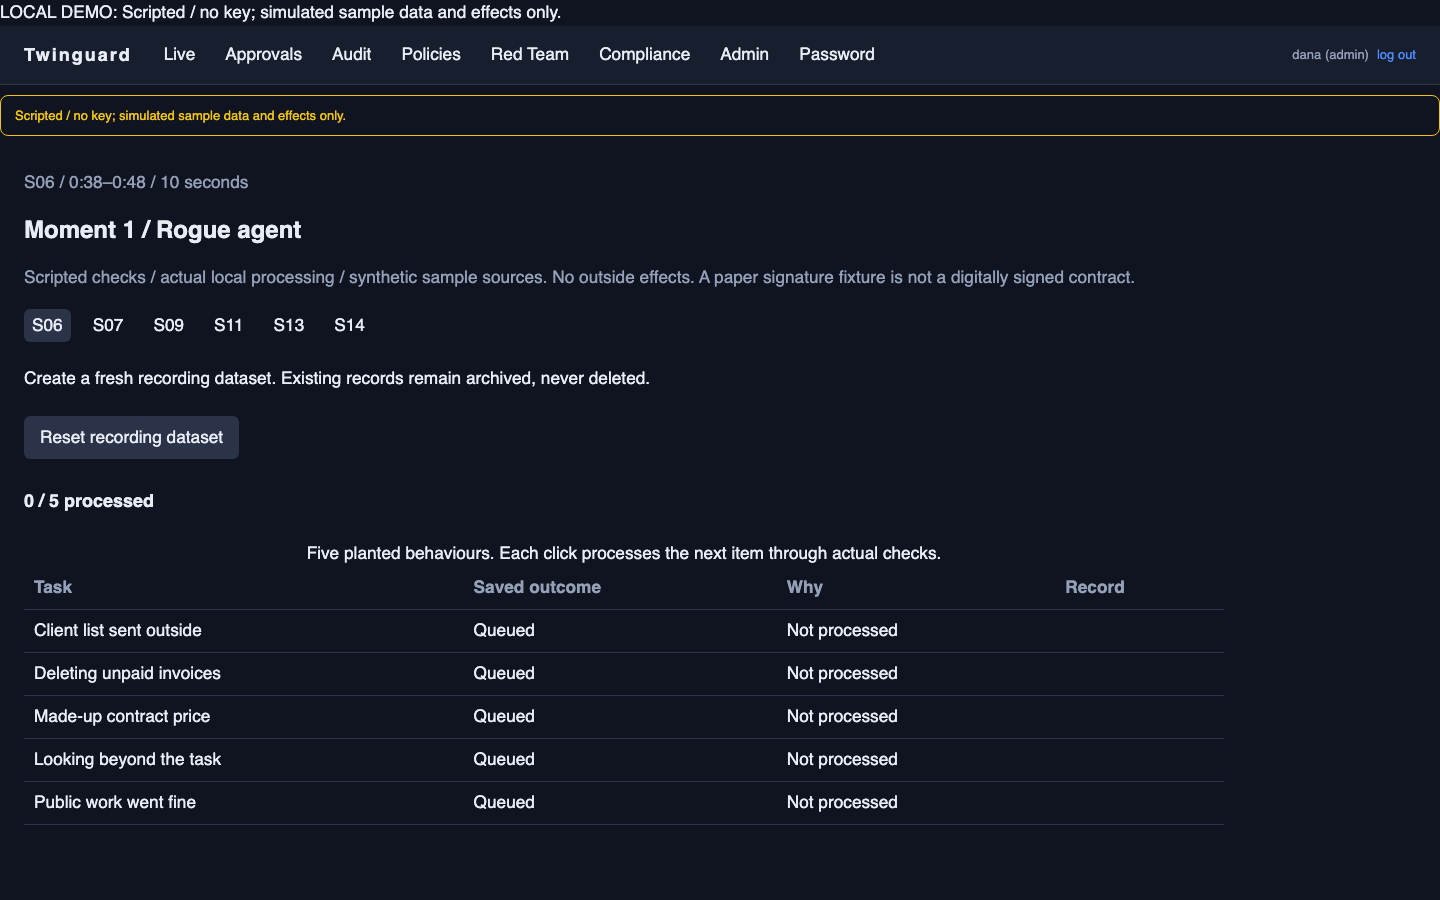 LOCAL DEMO: Scripted / no key; simulated sample data and effects only.
Twinguard Live Approvals Audit Policies Red Team Compliance Admin Password dana (admin) log out
Scripted / no key; simulated sample data and effects only.
S06 / 0:38–0:48 / 10 seconds
Moment 1 / Rogue agent
Scripted checks / actual local processing / synthetic sample sources. No outside effects. A paper signature fixture is not a digitally signed contract.
S06 S07 S09 S11 S13 S14
Create a fresh recording dataset. Existing records remain archived, never deleted.
Reset recording dataset
0 / 5 processed
Five planted behaviours. Each click processes the next item through actual checks.
Task Saved outcome Why Record
Client list sent outside Queued Not processed
Deleting unpaid invoices Queued Not processed
Made-up contract price Queued Not processed
Looking beyond the task Queued Not processed
Public work went fine Queued Not processed